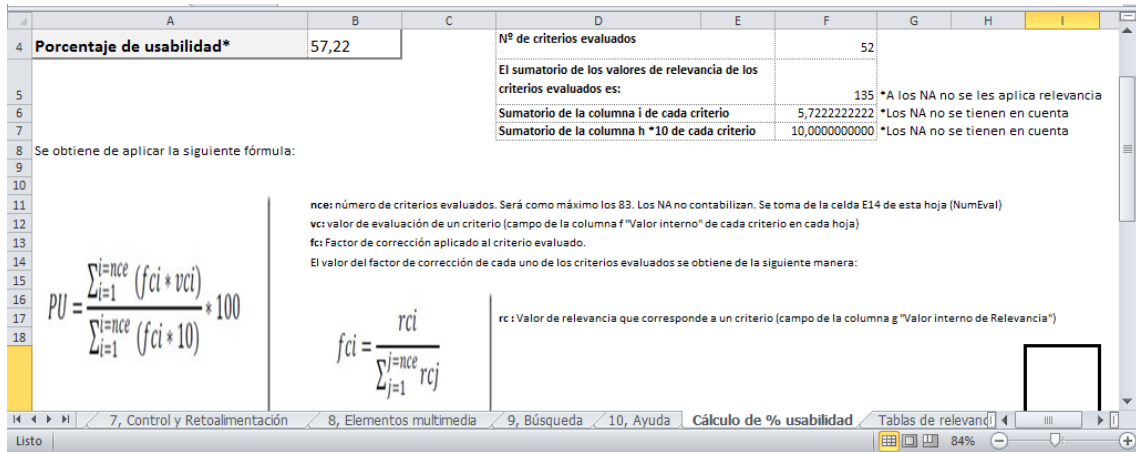 A B C D E F G H I
4 Porcentaje de usabilidad* 57,22 Nº de criterios evaluados 52
El sumatorio de los valores de relevancia de los
5 criterios evaluados es: 135 *A los NA no se les aplica relevancia
6 Sumatorio de la columna i de cada criterio 5,7222222222 *Los NA no se tienen en cuenta
7 Sumatorio de la columna h *10 de cada criterio 10,0000000000 *Los NA no se tienen en cuenta
8 Se obtiene de aplicar la siguiente fórmula:
9
10
11 nce: número de criterios evaluados. Será como máximo los 83. Los NA no contabilizan. Se toma de la celda E14 de esta hoja (NumEval)
12 vc: valor de evaluación de un criterio (campo de la columna f "Valor interno" de cada criterio en cada hoja)
13 fc: Factor de corrección aplicado al criterio evaluado.
14 El valor del factor de corrección de cada uno de los criterios evaluados se obtiene de la siguiente manera:
15
16
17 rc : Valor de relevancia que corresponde a un criterio (campo de la columna g "Valor interno de Relevancia")
18
PU = ∑_{i=1}^{i=nce} (fci * vci) / ∑_{i=1}^{i=nce} (fci * 10) * 100
fci = rci / ∑_{j=1}^{j=nce} rcj
7, Control y Retoalimentación 8, Elementos multimedia 9, Búsqueda 10, Ayuda Cálculo de % usabilidad Tablas de relevanci
Listo 84%